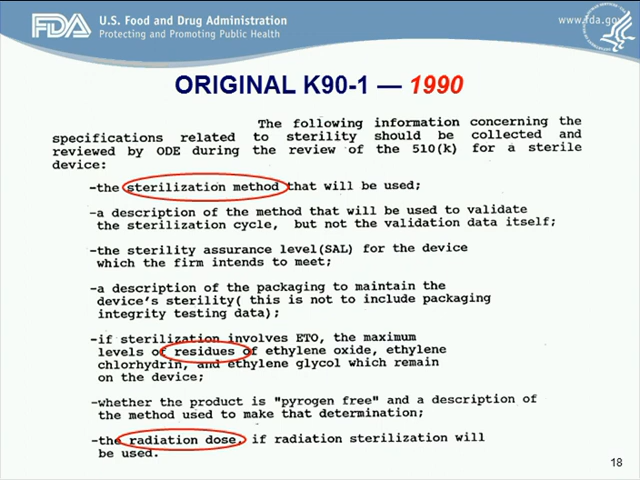 FDA U.S. Food and Drug Administration
Protecting and Promoting Public Health
www.fda.gov
ORIGINAL K90-1 — 1990
The following information concerning the
specifications related to sterility should be collected and
reviewed by ODE during the review of the 510(k) for a sterile
device:
-the sterilization method that will be used;
-a description of the method that will be used to validate
the sterilization cycle, but not the validation data itself;
-the sterility assurance level(SAL) for the device
which the firm intends to meet;
-a description of the packaging to maintain the
device's sterility( this is not to include packaging
integrity testing data);
-if sterilization involves ETO, the maximum
levels of residues of ethylene oxide, ethylene
chlorhydrin, and ethylene glycol which remain
on the device;
-whether the product is "pyrogen free" and a description of
the method used to make that determination;
-the radiation dose, if radiation sterilization will
be used.
18